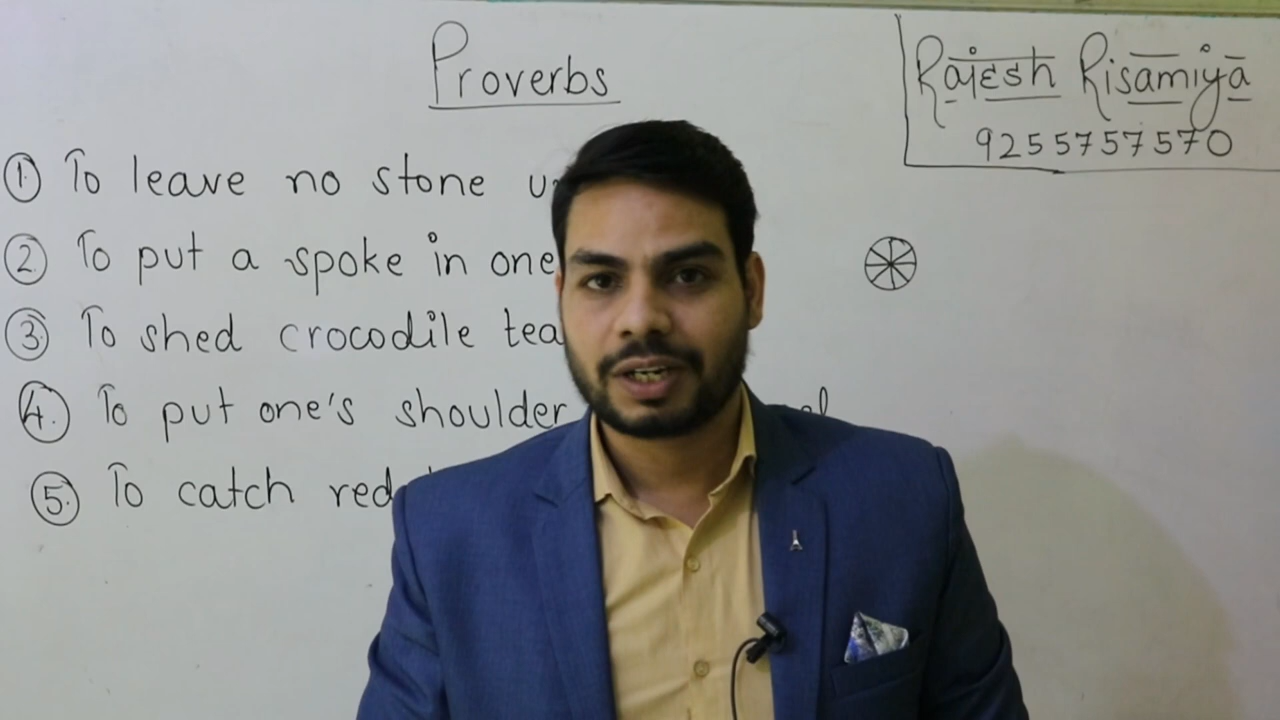 Proverbs
Rajesh Risamiya
9255757570
1. To leave no stone
2. To put a spoke in one
3. To shed crocodile tea
4. To put one's shoulder
5. To catch red